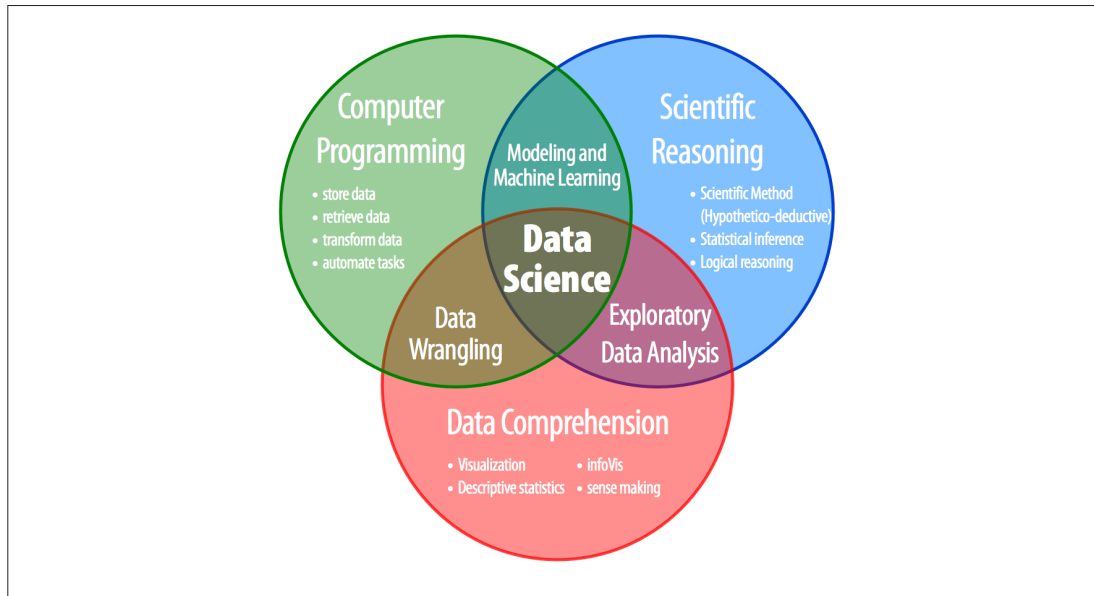 Computer
Programming
• store data
• retrieve data
• transform data
• automate tasks
Modeling and
Machine Learning
Scientific
Reasoning
• Scientific Method
(Hypothetico-deductive)
• Statistical inference
• Logical reasoning
Data
Science
Data
Wrangling
Exploratory
Data Analysis
Data Comprehension
• Visualization
• Descriptive statistics
• infoVis
• sense making